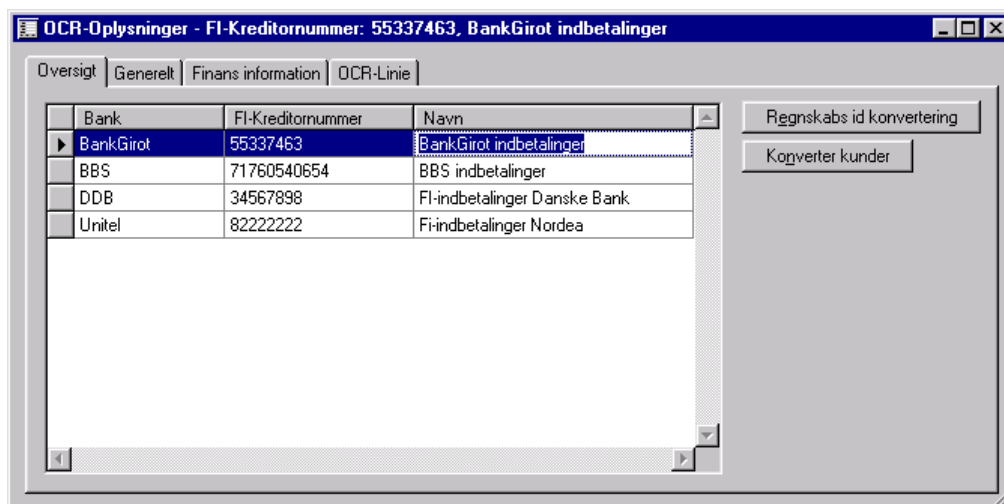 OCR-Oplysninger - FI-Kreditornummer: 55337463, BankGirot indbetalinger
Oversigt Generelt Finans information OCR-Linie
Bank FI-Kreditornummer Navn
BankGirot 55337463 BankGirot indbetalinger
BBS 71760540654 BBS indbetalinger
DDB 34567898 FI-indbetalinger Danske Bank
Unitel 82222222 Fi-indbetalinger Nordea
Regnskabs id konvertering
Konverter kunder